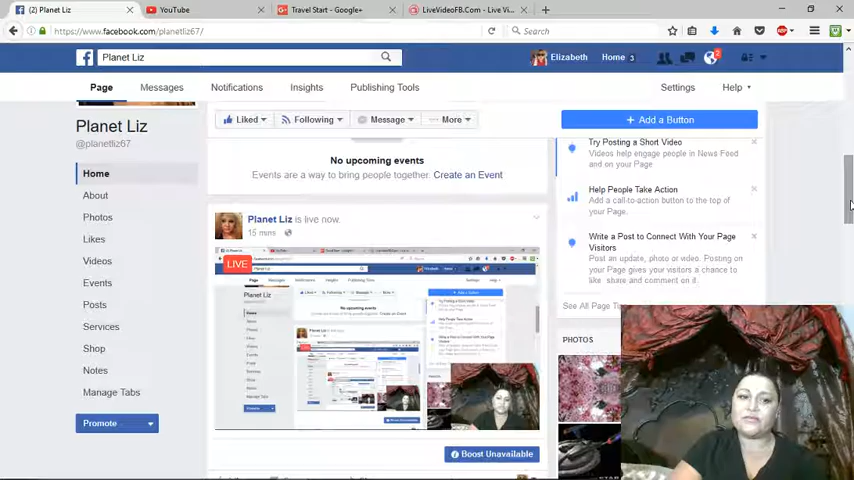 (2) Planet Liz
YouTube
Travel Start - Google+
LiveVideoFB.Com - Live Vi...
https://www.facebook.com/planetliz67/
Search
Planet Liz
Elizabeth
Home 3
2
Page
Messages
Notifications
Insights
Publishing Tools
Settings
Help
Liked
Following
Message
More
+ Add a Button
Planet Liz
@planetliz67
Home
About
Photos
Likes
Videos
Events
Posts
Services
Shop
Notes
Manage Tabs
Promote
No upcoming events
Events are a way to bring people together. Create an Event
Planet Liz is live now.
15 mins
LIVE
Boost Unavailable
Try Posting a Short Video
Videos help engage people in News Feed
and on your Page
Help People Take Action
Add a call-to-action button to the top of
your Page.
Write a Post to Connect With Your Page
Visitors
Post an update, photo or video. Posting
on your Page gives your visitors a chance to
like, share and comment on it.
See All Page
PHOTOS